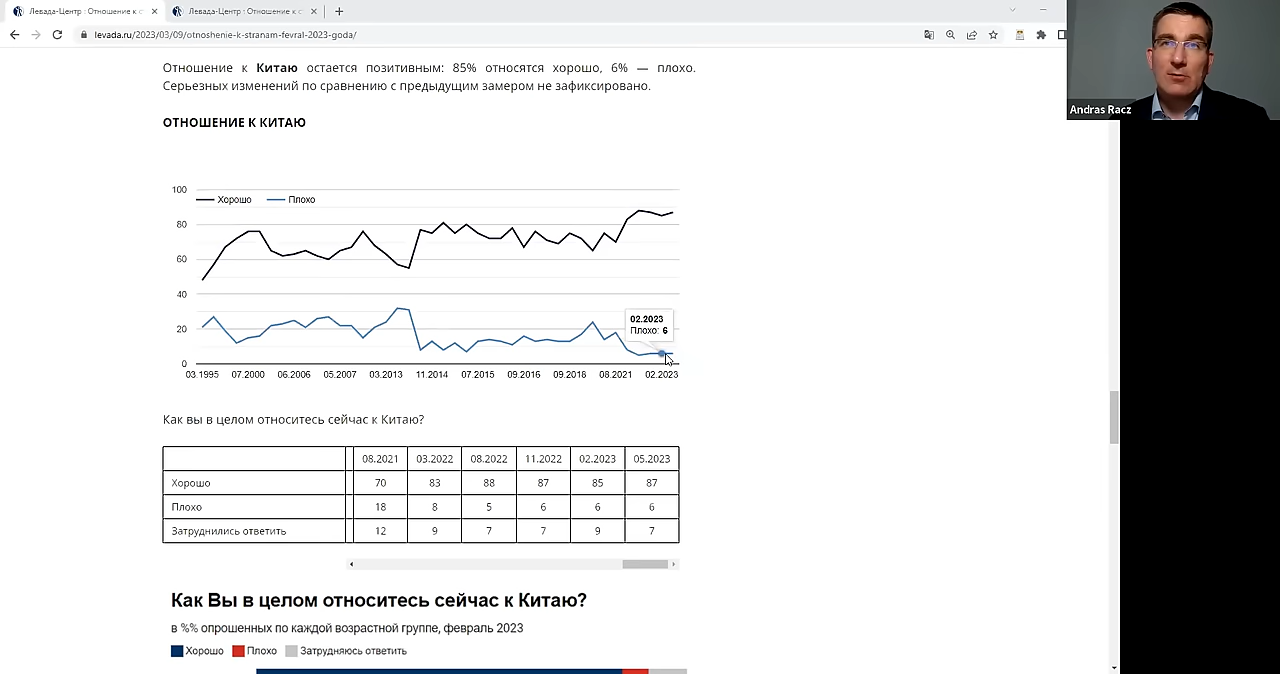 Левада-Центр : Отношение к с
Левада-Центр : Отношение к с
levada.ru/2023/03/09/otnoshenie-k-stranam-fevral-2023-goda/
Отношение к Китаю остается позитивным: 85% относятся хорошо, 6% — плохо.
Серьезных изменений по сравнению с предыдущим замером не зафиксировано.
Andras Racz
ОТНОШЕНИЕ К КИТАЮ
100
Хорошо Плохо
80
60
40
02.2023
Плохо: 6
20
0
03.1995 07.2000 06.2006 05.2007 03.2013 11.2014 07.2015 09.2016 09.2016 08.2021 02.2023
Как вы в целом относитесь сейчас к Китаю?
08.2021 03.2022 08.2022 11.2022 02.2023 05.2023
Хорошо 70 83 88 87 85 87
Плохо 18 8 5 6 6 6
Затруднились ответить 12 9 7 7 9 7
Как Вы в целом относитесь сейчас к Китаю?
в %% опрошенных по каждой возрастной группе, февраль 2023
Хорошо Плохо Затрудняюсь ответить